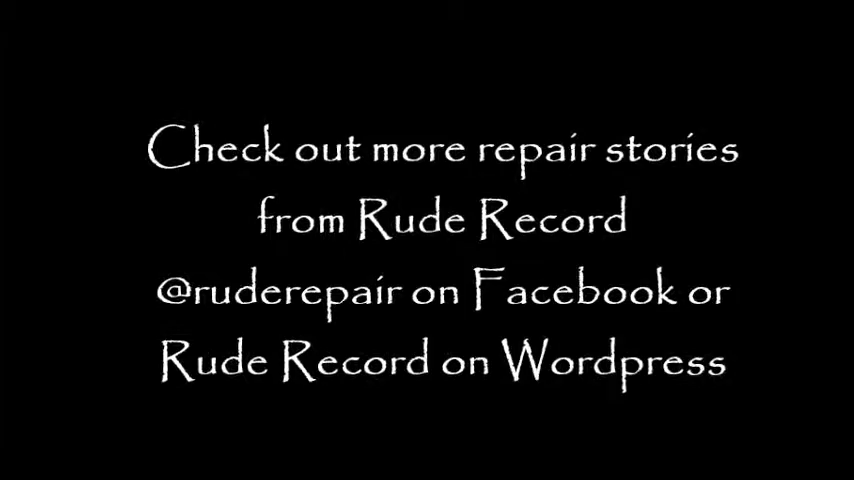 Check out more repair stories
from Rude Record
@ruderepair on Facebook or
Rude Record on Wordpress